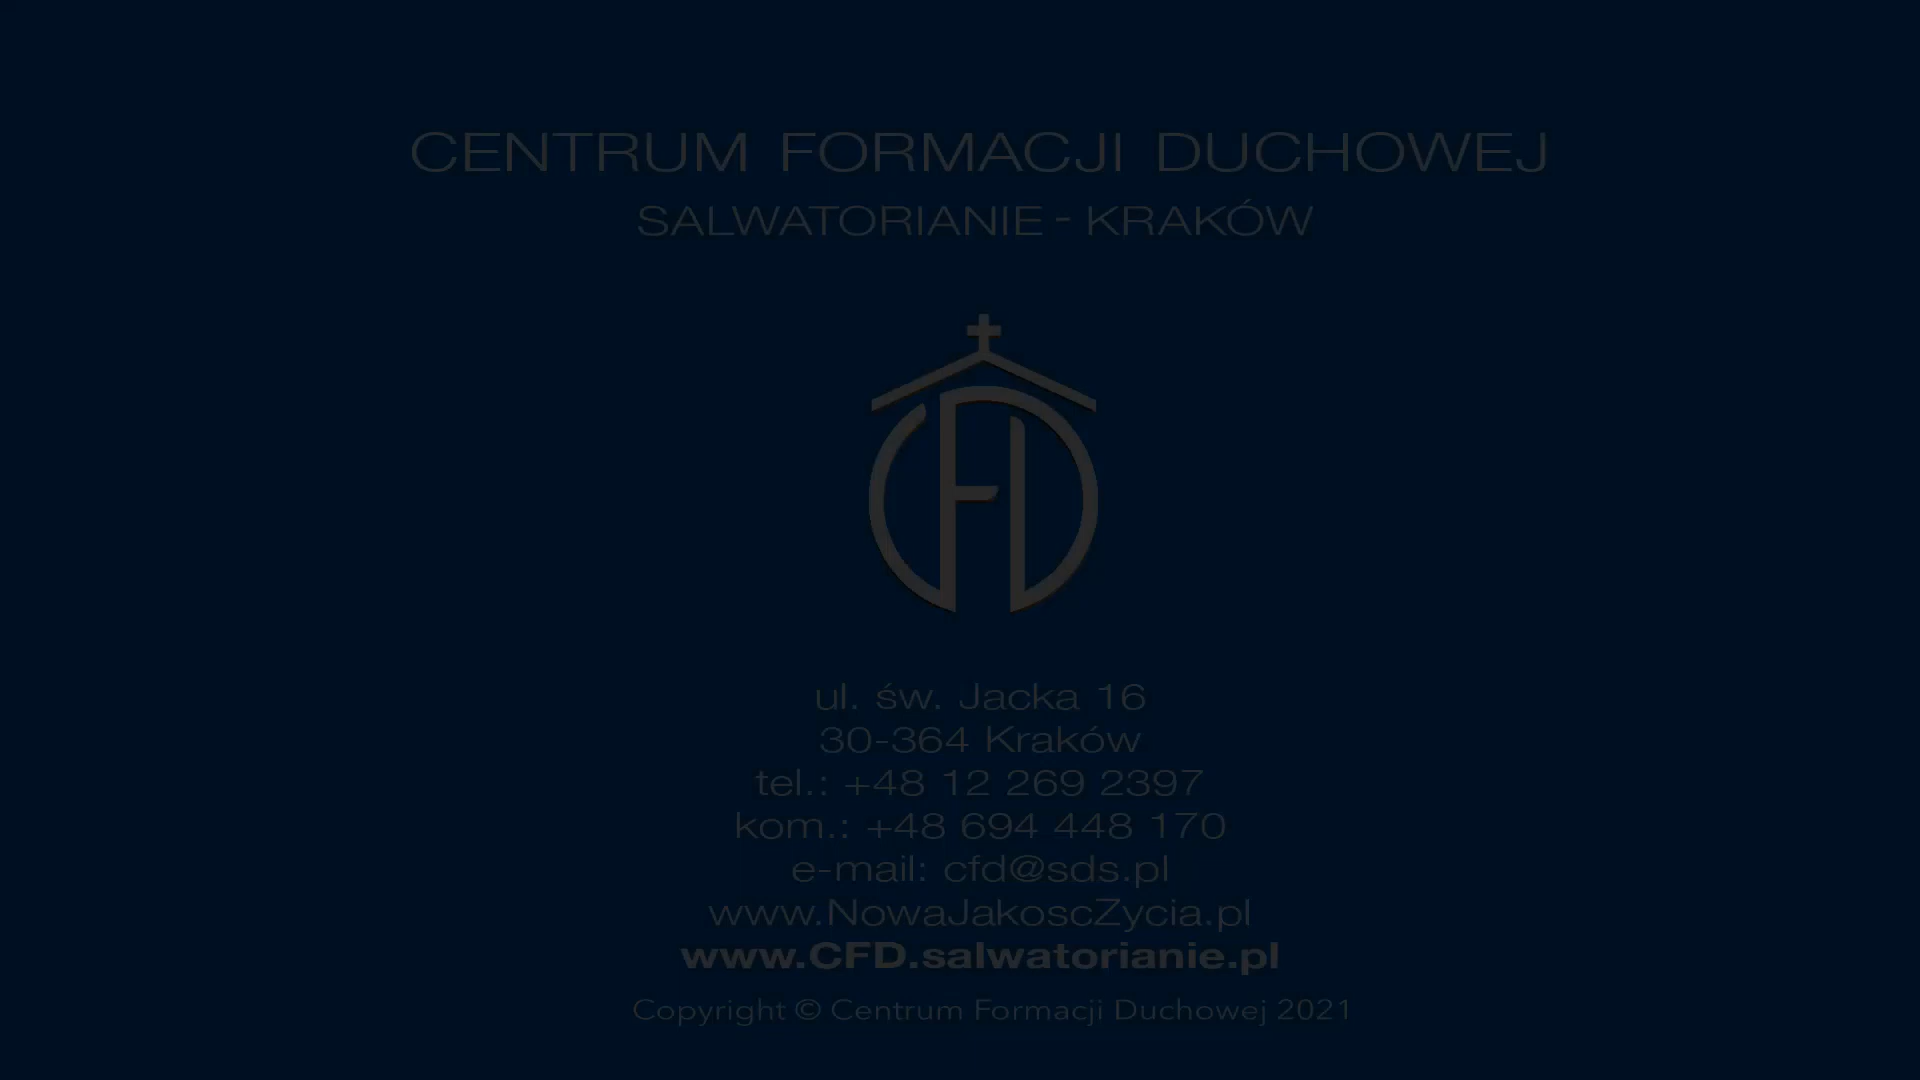 CENTRUM FORMACJI DUCHOWEJ
SALWATORIANIE - KRAKÓW
CFD
ul. św. Jacka 16
30-364 Kraków
tel.: +48 12 269 2397
kom.: +48 694 448 170
e-mail: cfd@sds.pl
www.NowaJakoscZycia.pl
www.CFD.salwatorianie.pl
Copyright © Centrum Formacji Duchowej 2021